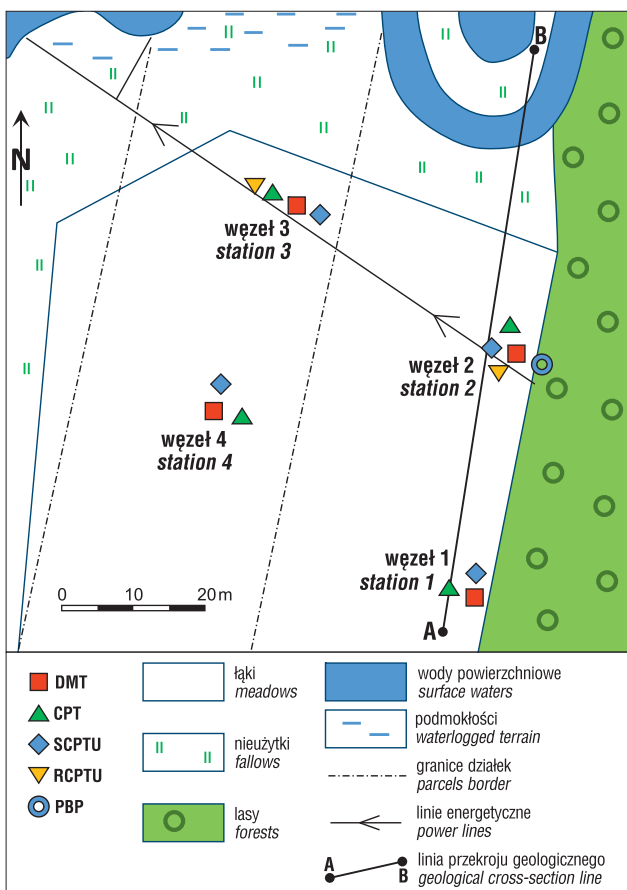 B
N
węzeł 3
station 3
węzeł 2
station 2
węzeł 4
station 4
węzeł 1
station 1
0 10 20 m
A
DMT
CPT
SCPTU
RCPTU
PBP
łąki
meadows
nieużytki
fallows
lasy
forests
wody powierzchniowe
surface waters
podmokłości
waterlogged terrain
granice działek
parcels border
linie energetyczne
power lines
A
B
linia przekroju geologicznego
geological cross-section line